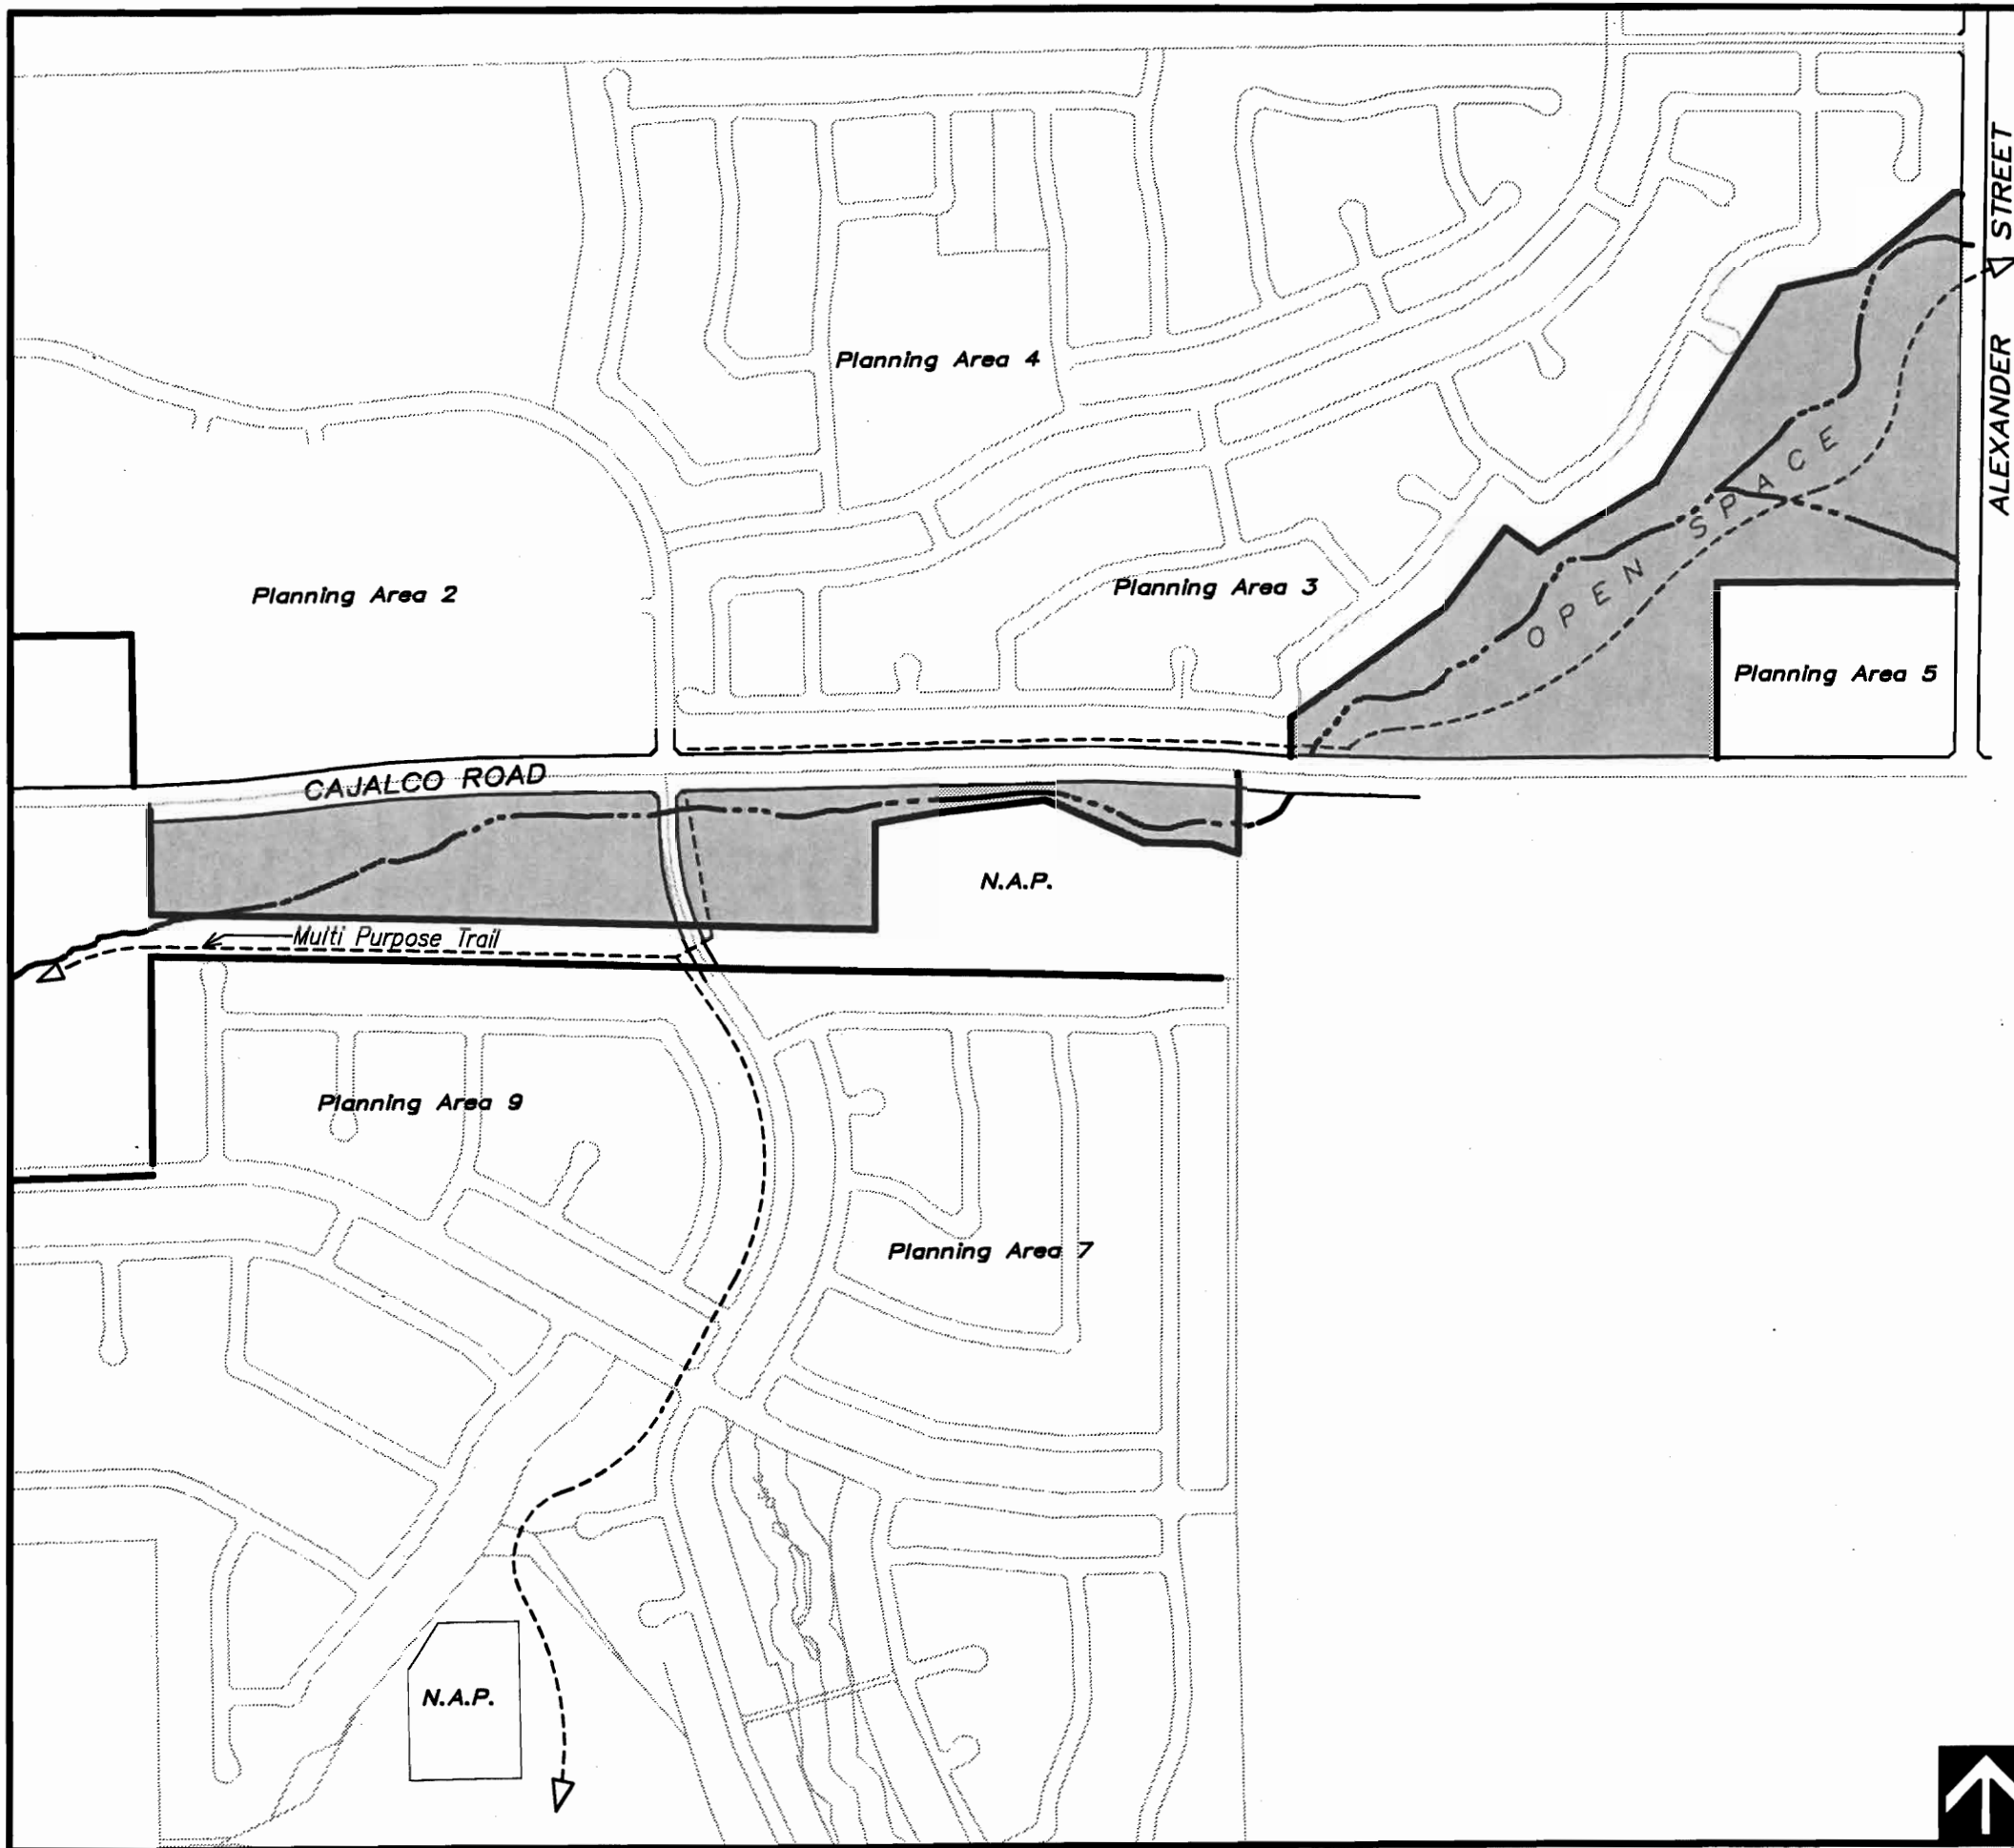 STREET
ALEXANDER
Planning Area 4
OPEN SPACE
Planning Area 2
Planning Area 3
Planning Area 5
CAJALCO ROAD
N.A.P.
Multi Purpose Trail
Planning Area 9
Planning Area 7
N.A.P.